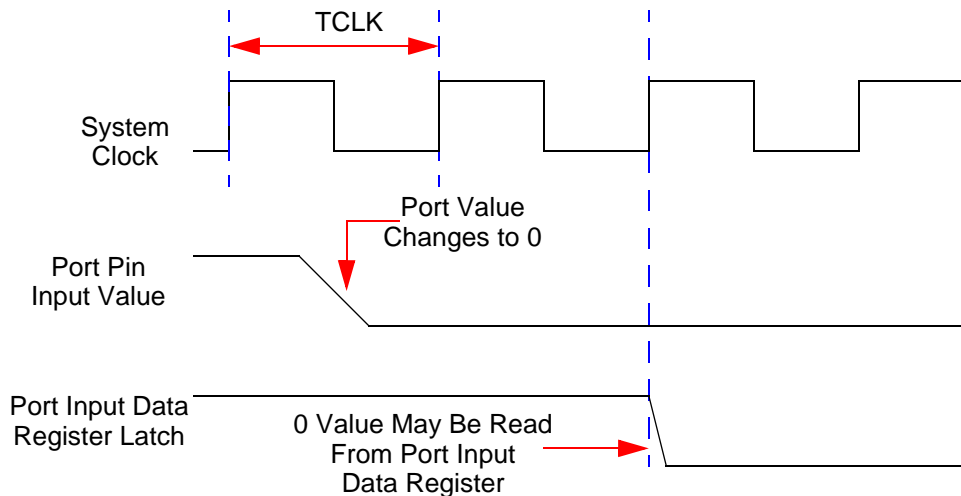 TCLK
System
Clock
Port Value
Changes to 0
Port Pin
Input Value
Port Input Data
Register Latch
0 Value May Be Read
From Port Input
Data Register